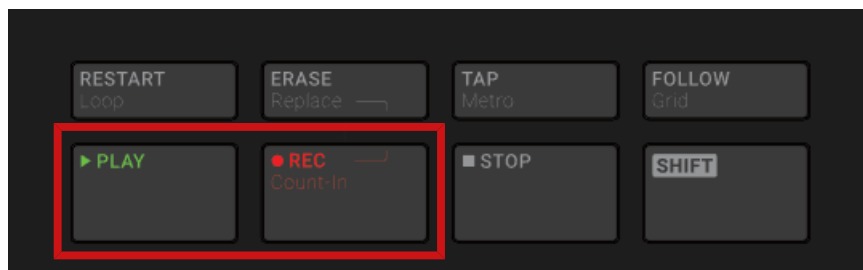 RESTART
Loop
ERASE
Replace
TAP
Metro
FOLLOW
Grid
PLAY
REC
Count-In
STOP
SHIFT